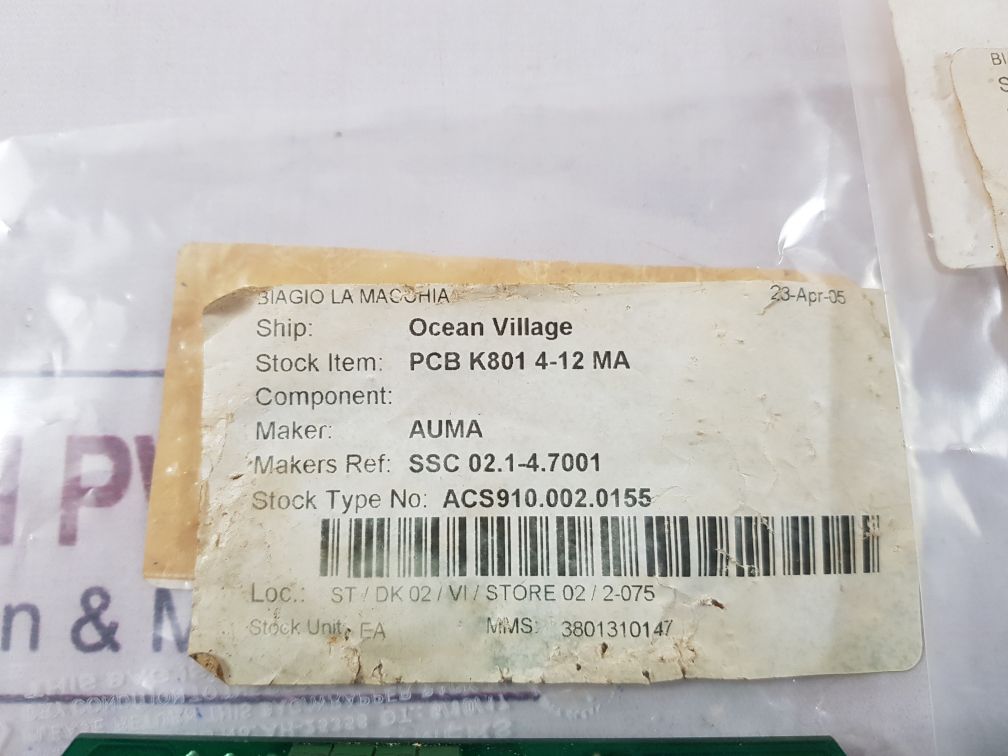 BIAGIO LA MACCHIA 23-Apr-05
Ship: Ocean Village
Stock Item: PCB K801 4-12 MA
Component:
Maker: AUMA
Makers Ref: SSC 02.1-4.7001
Stock Type No: ACS910.002.0155
Loc.: ST / DK 02 / VI / STORE 02 / 2-075
Stock Unit: EA MMS: 3801310147
BI
S
PV
n & M